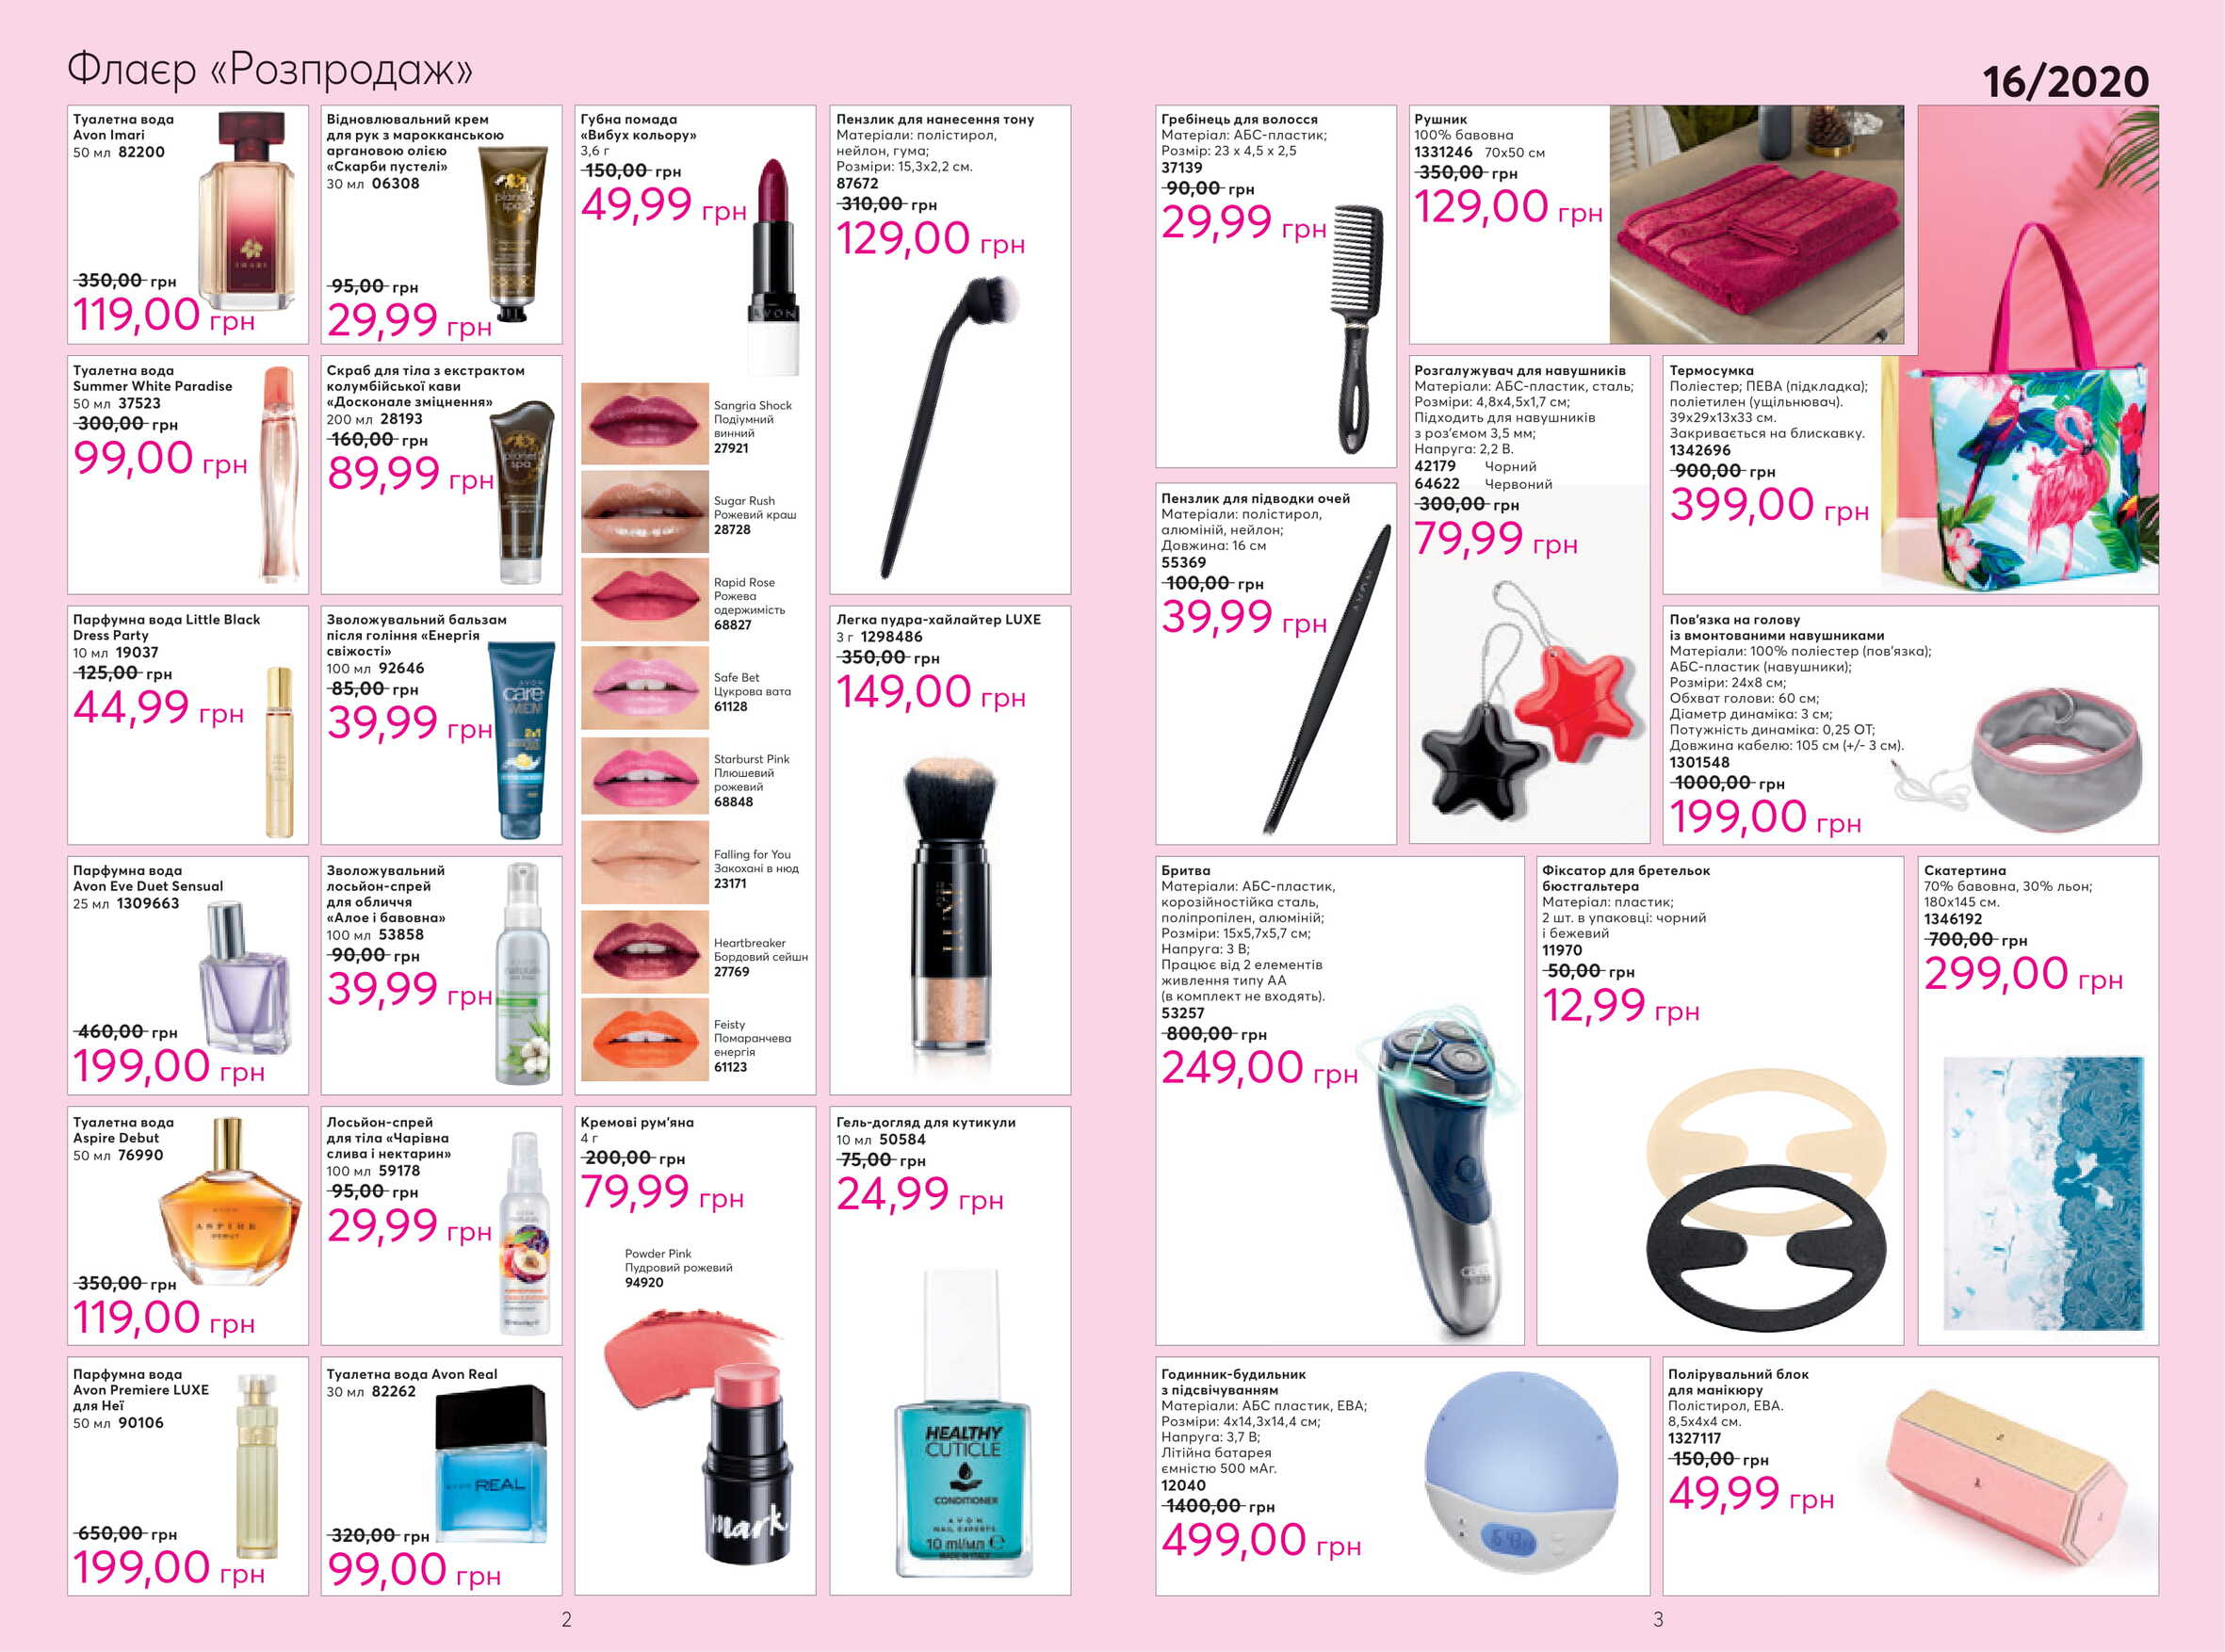 Флаєр «Розпродаж»
16/2020
Туалетна вода
Avon Imari
50 мл 82200
350,00 грн
119,00 грн
Відновлювальний крем
для рук з марокканською
аргановою олією
«Скарби пустелі»
30 мл 06308
95,00 грн
29,99 грн
Губна помада
«Вибух кольору»
3,6 г
150,00 грн
49,99 грн
AVON
Sangria Shock
Подіумний
винний
27921
Sugar Rush
Рожевий краш
28728
Rapid Rose
Рожева
одержимість
68827
Safe Bet
Цукрова вата
61128
Starburst Pink
Плюшевий
рожевий
68848
Falling for You
Закохані в нюд
23171
Heartbreaker
Бордовий сейшн
27769
Feisty
Помаранчева
енергія
61123
Пензлик для нанесення тону
Матеріали: полістирол,
нейлон, гума;
Розміри: 15,3х2,2 см.
87672
310,00 грн
129,00 грн
Туалетна вода
Summer White Paradise
50 мл 37523
300,00 грн
99,00 грн
Скраб для тіла з екстрактом
колумбійської кави
«Досконале зміцнення»
200 мл 28193
160,00 грн
89,99 грн
planet
spa
Парфумна вода Little Black
Dress Party
10 мл 19037
125,00 грн
44,99 грн
Зволожувальний бальзам
після гоління «Енергія
свіжості»
100 мл 92646
85,00 грн
39,99 грн
AVON
care
MEN
2в1
Легка пудра-хайлайтер LUXE
3 г 1298486
350,00 грн
149,00 грн
LUXE
Парфумна вода
Avon Eve Duet Sensual
25 мл 1309663
460,00 грн
199,00 грн
Зволожувальний
лосьйон-спрей
для обличчя
«Алое і бавовна»
100 мл 53858
90,00 грн
39,99 грн
Туалетна вода
Aspire Debut
50 мл 76990
350,00 грн
119,00 грн
AVON
ASPIRE
DEBUT
Лосьйон-спрей
для тіла «Чарівна
слива і нектарин»
100 мл 59178
95,00 грн
29,99 грн
Кремові рум'яна
4 г
200,00 грн
79,99 грн
Powder Pink
Пудровий рожевий
94920
mark
Гель-догляд для кутикули
10 мл 50584
75,00 грн
24,99 грн
HEALTHY
CUTICLE
CONDITIONER
AVON
NAIL EXPERTS
10 ml/мл
MADE IN ITALY
Парфумна вода
Avon Premiere LUXE
для Неї
50 мл 90106
650,00 грн
199,00 грн
Туалетна вода Avon Real
30 мл 82262
AVON REAL
320,00 грн
99,00 грн
2
Гребінець для волосся
Матеріал: АБС-пластик;
Розмір: 23 х 4,5 х 2,5
37139
90,00 грн
29,99 грн
Рушник
100% бавовна
1331246 70х50 см
350,00 грн
129,00 грн
Пензлик для підводки очей
Матеріали: полістирол,
алюміній, нейлон;
Довжина: 16 см
55369
100,00 грн
39,99 грн
AVON
Розгалужувач для навушників
Матеріали: АБС-пластик, сталь;
Розміри: 4,8х4,5х1,7 см;
Підходить для навушників
з роз'ємом 3,5 мм;
Напруга: 2,2 В.
42179 Чорний
64622 Червоний
300,00 грн
79,99 грн
Термосумка
Поліестер; ПЕВА (підкладка);
поліетилен (ущільнювач).
39х29х13х33 см.
Закривається на блискавку.
1342696
900,00 грн
399,00 грн
Пов'язка на голову
із вмонтованими навушниками
Матеріали: 100% поліестер (пов'язка);
АБС-пластик (навушники);
Розміри: 24х8 см;
Обхват голови: 60 см;
Діаметр динаміка: 3 см;
Потужність динаміка: 0,25 ОТ;
Довжина кабелю: 105 см (+/- 3 см).
1301548
1000,00 грн
199,00 грн
Бритва
Матеріали: АБС-пластик,
корозійностійка сталь,
поліпропілен, алюміній;
Розміри: 15х5,7х5,7 см;
Напруга: 3 В;
Працює від 2 елементів
живлення типу АА
(в комплект не входять).
53257
800,00 грн
249,00 грн
Фіксатор для бретельок
бюстгальтера
Матеріал: пластик;
2 шт. в упаковці: чорний
і бежевий
11970
50,00 грн
12,99 грн
Скатертина
70% бавовна, 30% льон;
180х145 см.
1346192
700,00 грн
299,00 грн
Годинник-будильник
з підсвічуванням
Матеріали: АБС пластик, ЕВА;
Розміри: 4х14,3х14,4 см;
Напруга: 3,7 В;
Літійна батарея
ємністю 500 мАг.
12040
1400,00 грн
499,00 грн
Полірувальний блок
для манікюру
Полістирол, ЕВА.
8,5х4х4 см.
1327117
150,00 грн
49,99 грн
3